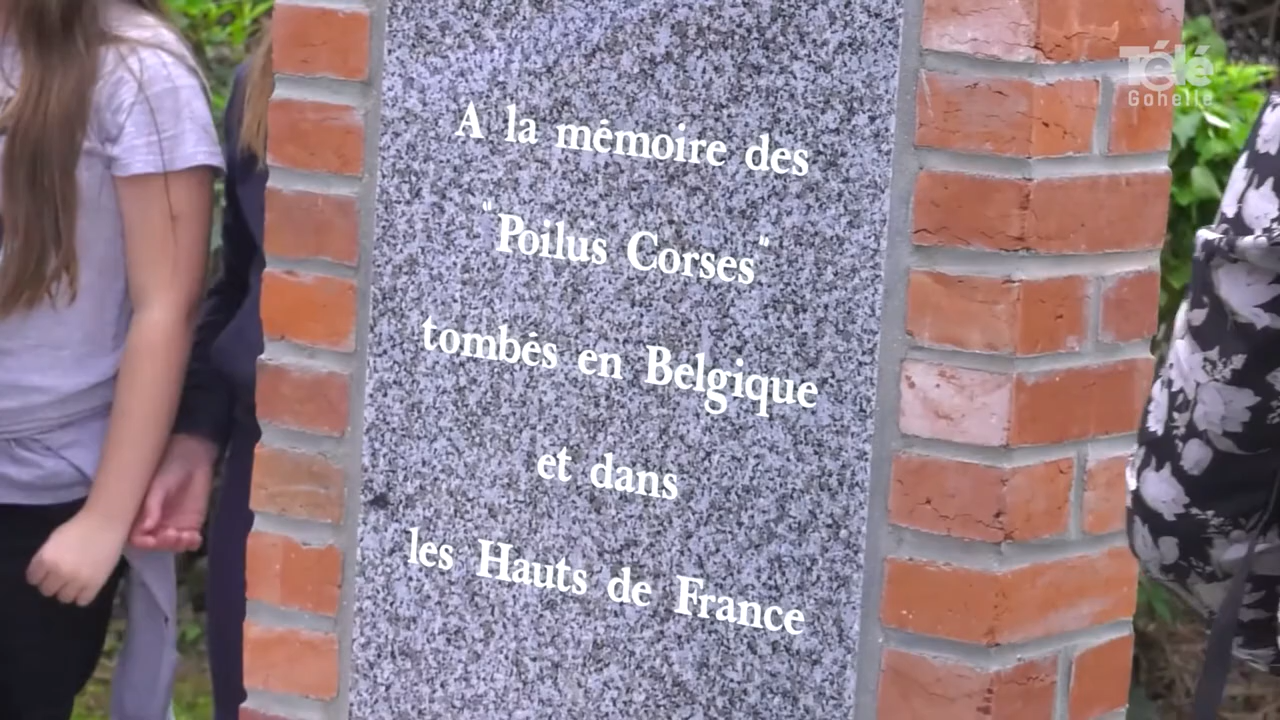 Télé
Gohelle
A la mémoire des
"Poilus Corses"
tombés en Belgique
et dans
les Hauts de France